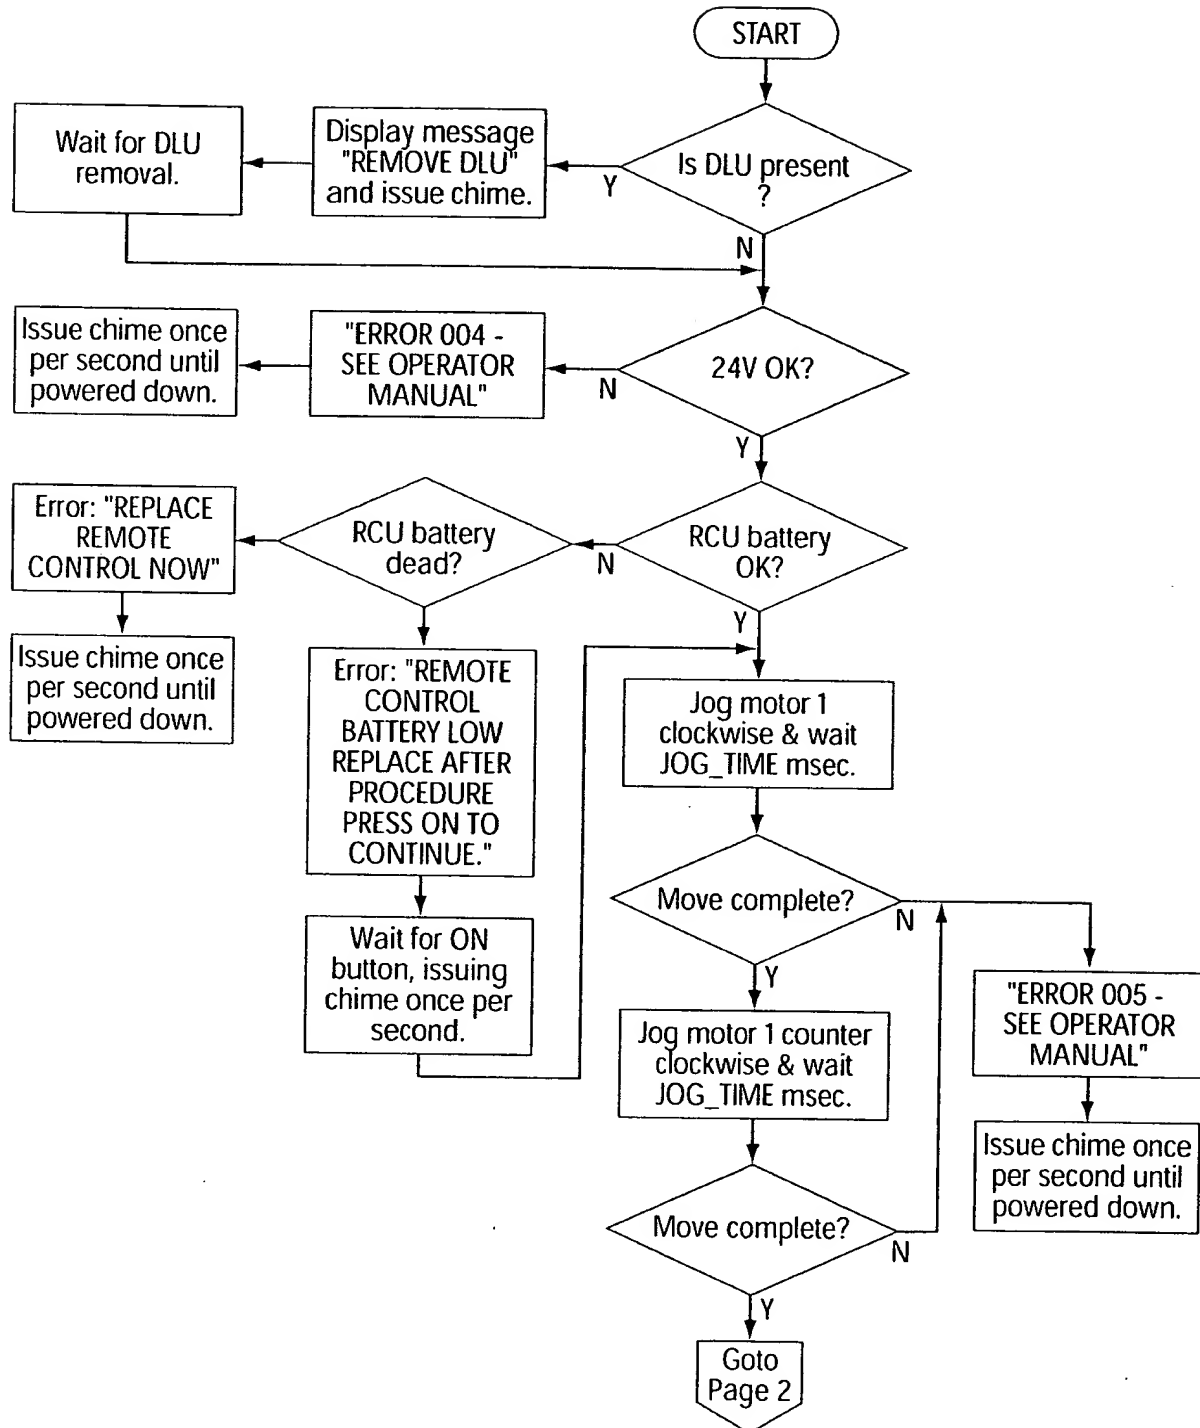 START
Is DLU present
?
Y
N
Display message
"REMOVE DLU"
and issue chime.
Wait for DLU
removal.
24V OK?
N
Y
"ERROR 004 -
SEE OPERATOR
MANUAL"
Issue chime once
per second until
powered down.
RCU battery
OK?
N
Y
RCU battery
dead?
Error: "REPLACE
REMOTE
CONTROL NOW"
Issue chime once
per second until
powered down.
Error: "REMOTE
CONTROL
BATTERY LOW
REPLACE AFTER
PROCEDURE
PRESS ON TO
CONTINUE."
Wait for ON
button, issuing
chime once per
second.
Jog motor 1
clockwise & wait
JOG_TIME msec.
Move complete?
N
Y
Jog motor 1 counter
clockwise & wait
JOG_TIME msec.
Move complete?
N
Y
"ERROR 005 -
SEE OPERATOR
MANUAL"
Issue chime once
per second until
powered down.
Goto
Page 2